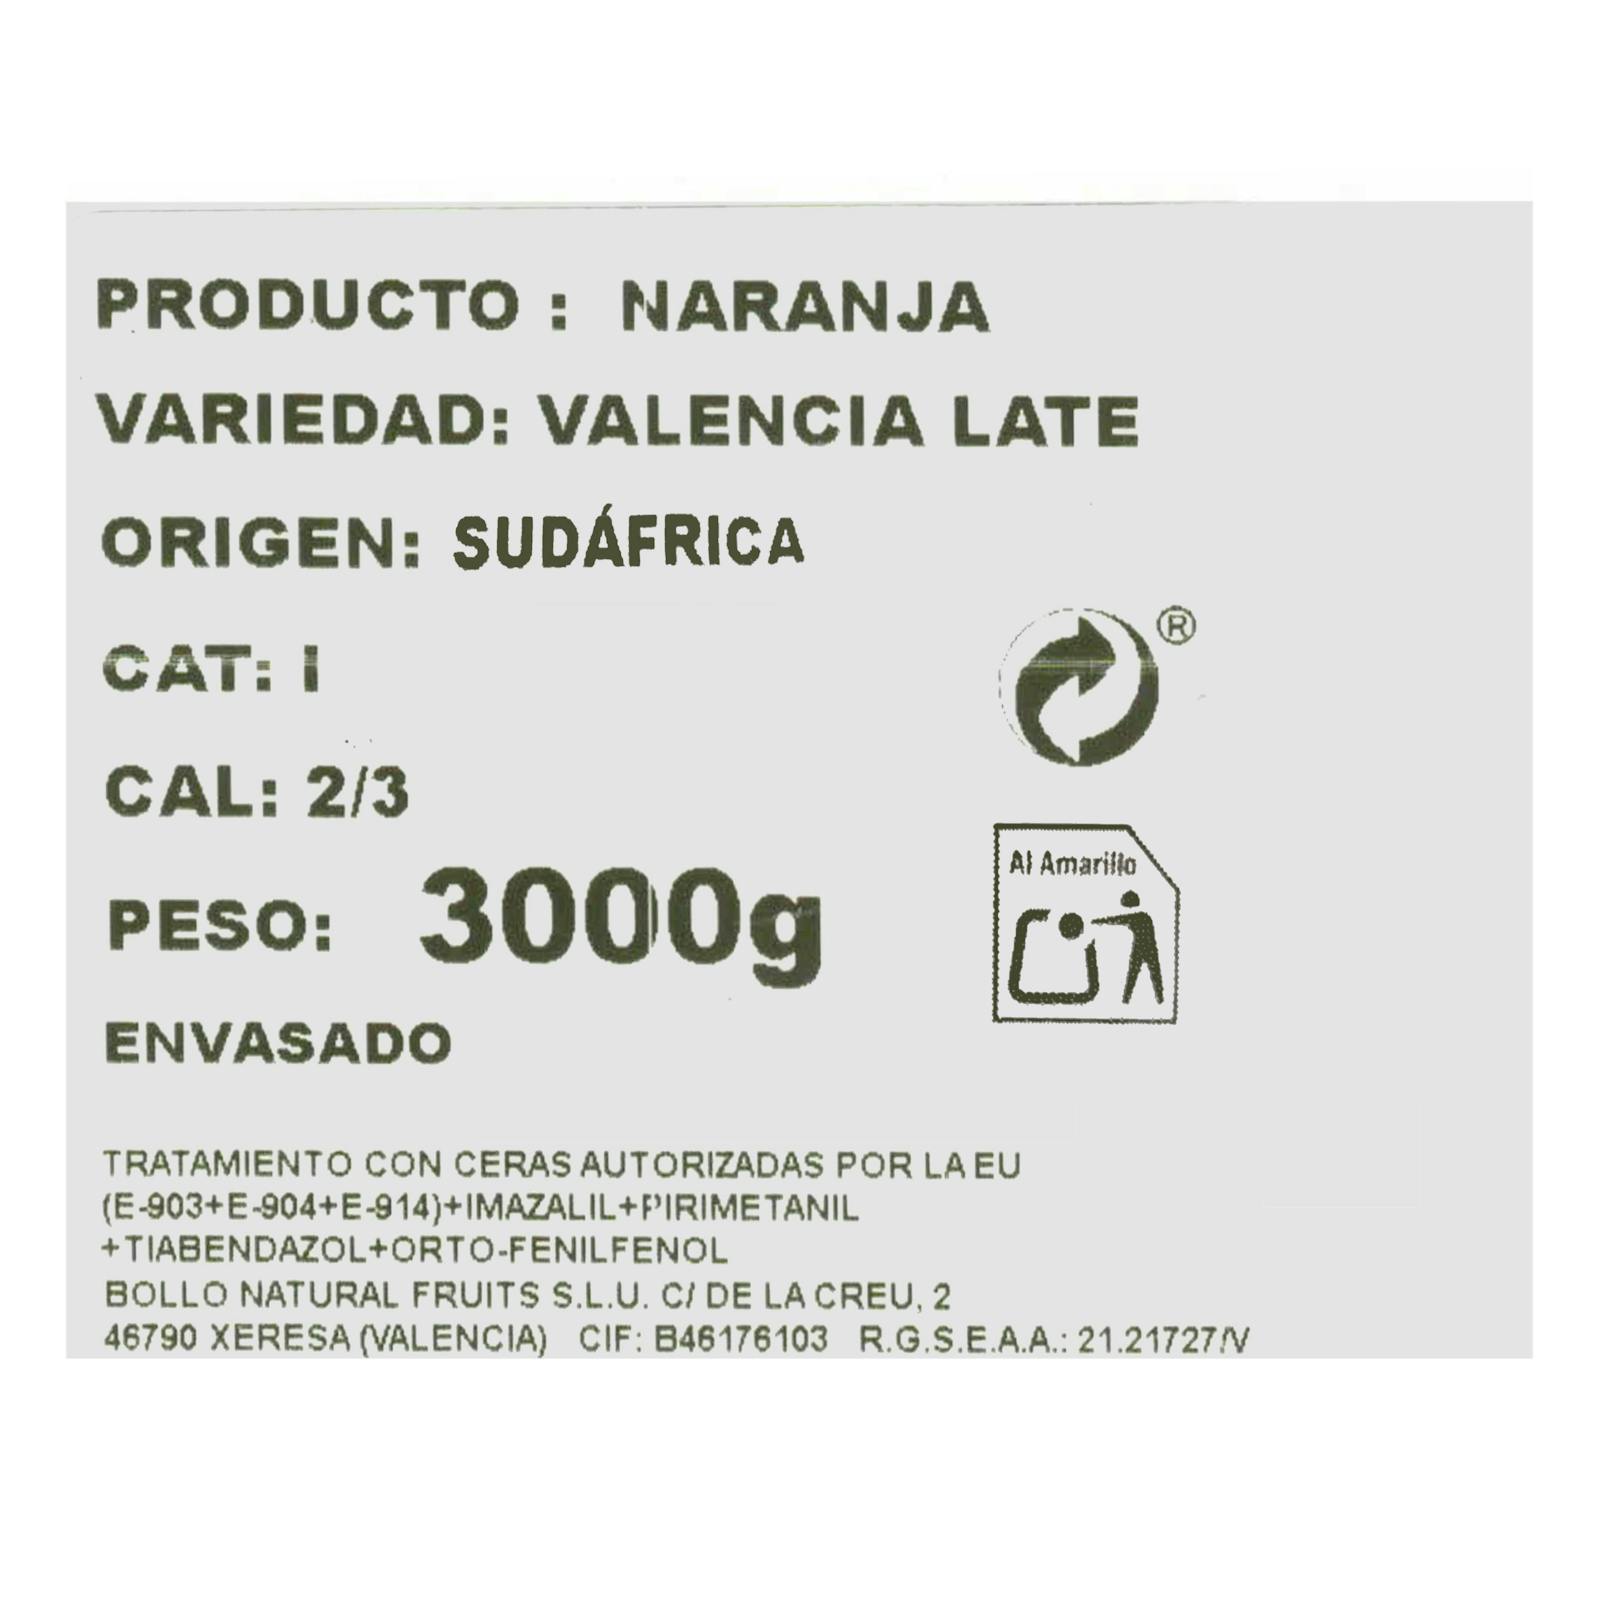 PRODUCTO : NARANJA
VARIEDAD: VALENCIA LATE
ORIGEN: SUDÁFRICA
CAT: I
®
CAL: 2/3
Al Amarillo
PESO: 3000g
ENVASADO
TRATAMIENTO CON CERAS AUTORIZADAS POR LA EU
(E-903+E-904+E-914)+IMAZALIL+PIRIMETANIL
+TIABENDAZOL+ORTO-FENILFENOL
BOLLO NATURAL FRUITS S.L.U. C/ DE LA CREU, 2
46790 XERESA (VALENCIA) CIF: B46176103 R.G.S.E.A.A.: 21.21727/V